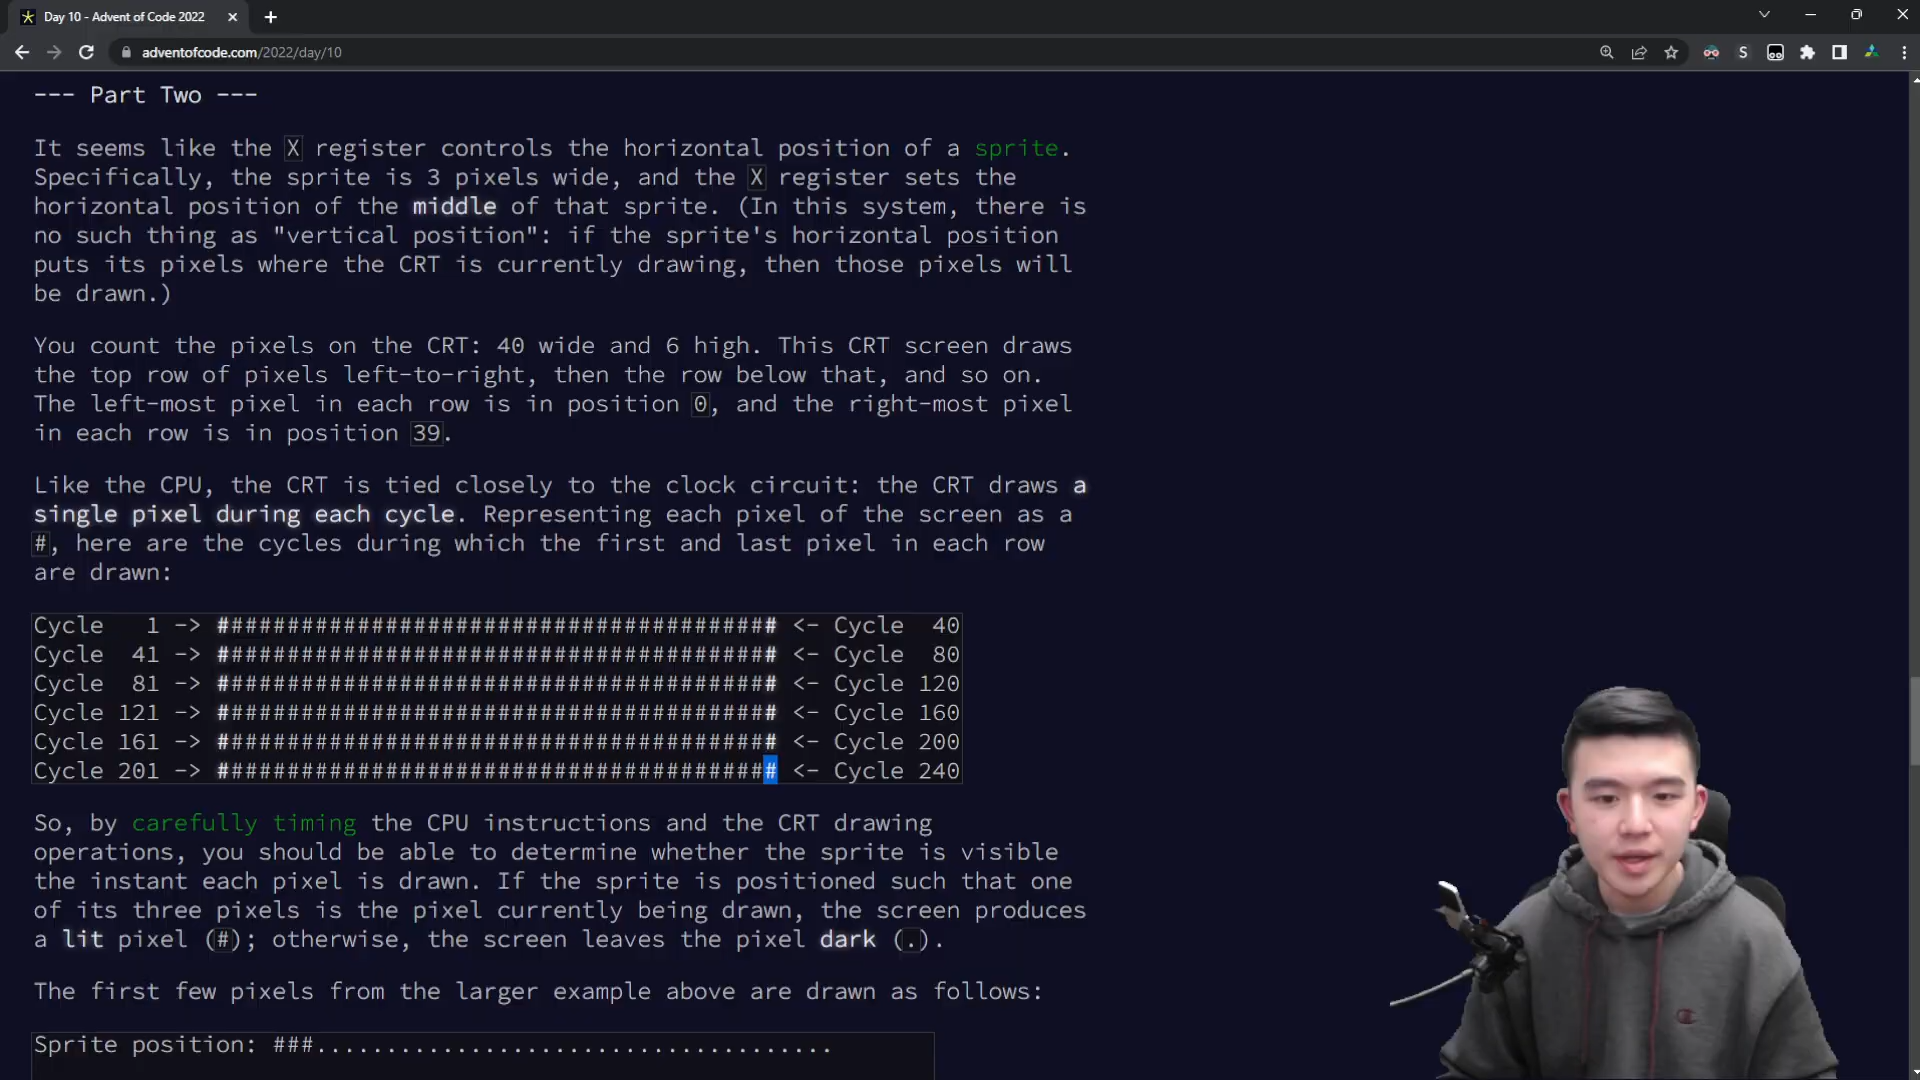 Day 10 - Advent of Code 2022
adventofcode.com/2022/day/10
S
--- Part Two ---
It seems like the X register controls the horizontal position of a sprite.
Specifically, the sprite is 3 pixels wide, and the X register sets the
horizontal position of the middle of that sprite. (In this system, there is
no such thing as "vertical position": if the sprite's horizontal position
puts its pixels where the CRT is currently drawing, then those pixels will
be drawn.)
You count the pixels on the CRT: 40 wide and 6 high. This CRT screen draws
the top row of pixels left-to-right, then the row below that, and so on.
The left-most pixel in each row is in position 0, and the right-most pixel
in each row is in position 39.
Like the CPU, the CRT is tied closely to the clock circuit: the CRT draws a
single pixel during each cycle. Representing each pixel of the screen as a
#, here are the cycles during which the first and last pixel in each row
are drawn:
Cycle   1 -> ######################################## <- Cycle  40
Cycle  41 -> ######################################## <- Cycle  80
Cycle  81 -> ######################################## <- Cycle 120
Cycle 121 -> ######################################## <- Cycle 160
Cycle 161 -> ######################################## <- Cycle 200
Cycle 201 -> ######################################## <- Cycle 240
So, by carefully timing the CPU instructions and the CRT drawing
operations, you should be able to determine whether the sprite is visible
the instant each pixel is drawn. If the sprite is positioned such that one
of its three pixels is the pixel currently being drawn, the screen produces
a lit pixel (#); otherwise, the screen leaves the pixel dark (.).
The first few pixels from the larger example above are drawn as follows:
Sprite position: ###.....................................